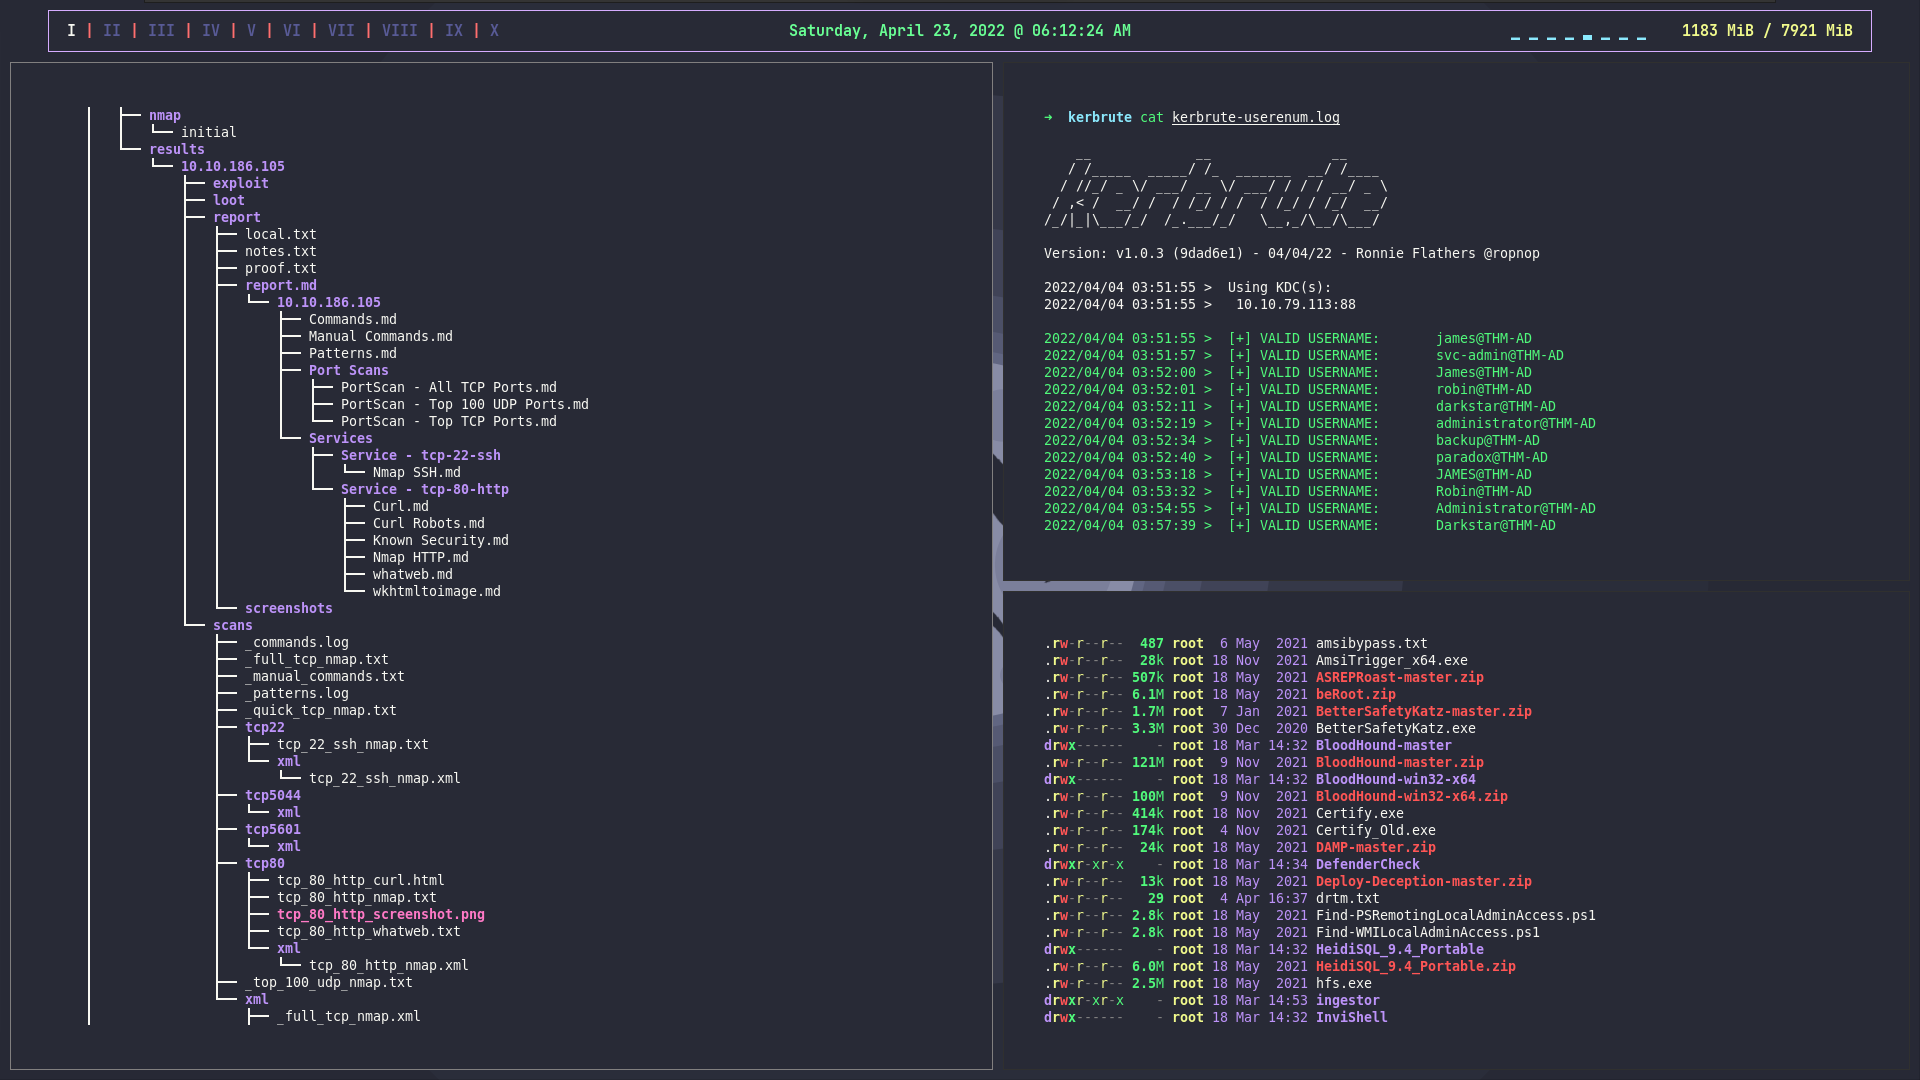 I | II | III | IV | V | VI | VII | VIII | IX | X
Saturday, April 23, 2022 @ 06:12:24 AM
1183 MiB / 7921 MiB
nmap
initial
results
10.10.186.105
exploit
loot
report
local.txt
notes.txt
proof.txt
report.md
10.10.186.105
Commands.md
Manual Commands.md
Patterns.md
Port Scans
PortScan - All TCP Ports.md
PortScan - Top 100 UDP Ports.md
PortScan - Top TCP Ports.md
Services
Service - tcp-22-ssh
Nmap SSH.md
Service - tcp-80-http
Curl.md
Curl Robots.md
Known Security.md
Nmap HTTP.md
whatweb.md
wkhtmltoimage.md
screenshots
scans
_commands.log
_full_tcp_nmap.txt
_manual_commands.txt
_patterns.log
_quick_tcp_nmap.txt
tcp22
tcp_22_ssh_nmap.txt
xml
tcp_22_ssh_nmap.xml
tcp5044
xml
tcp5601
xml
tcp80
tcp_80_http_curl.html
tcp_80_http_nmap.txt
tcp_80_http_screenshot.png
tcp_80_http_whatweb.txt
xml
tcp_80_http_nmap.xml
_top_100_udp_nmap.txt
xml
_full_tcp_nmap.xml
➜  kerbrute cat kerbrute-userenum.log
kerbrute
Version: v1.0.3 (9dad6e1) - 04/04/22 - Ronnie Flathers @ropnop
2022/04/04 03:51:55 >  Using KDC(s):
2022/04/04 03:51:55 >   10.10.79.113:88
2022/04/04 03:51:55 >  [+] VALID USERNAME:       james@THM-AD
2022/04/04 03:51:57 >  [+] VALID USERNAME:       svc-admin@THM-AD
2022/04/04 03:52:00 >  [+] VALID USERNAME:       James@THM-AD
2022/04/04 03:52:01 >  [+] VALID USERNAME:       robin@THM-AD
2022/04/04 03:52:11 >  [+] VALID USERNAME:       darkstar@THM-AD
2022/04/04 03:52:19 >  [+] VALID USERNAME:       administrator@THM-AD
2022/04/04 03:52:34 >  [+] VALID USERNAME:       backup@THM-AD
2022/04/04 03:52:40 >  [+] VALID USERNAME:       paradox@THM-AD
2022/04/04 03:53:18 >  [+] VALID USERNAME:       JAMES@THM-AD
2022/04/04 03:53:32 >  [+] VALID USERNAME:       Robin@THM-AD
2022/04/04 03:54:55 >  [+] VALID USERNAME:       Administrator@THM-AD
2022/04/04 03:57:39 >  [+] VALID USERNAME:       Darkstar@THM-AD
.rw-r--r--  487 root  6 May  2021 amsibypass.txt
.rw-r--r--  28k root 18 Nov  2021 AmsiTrigger_x64.exe
.rw-r--r-- 507k root 18 May  2021 ASREPRoast-master.zip
.rw-r--r-- 6.1M root 18 May  2021 beRoot.zip
.rw-r--r-- 1.7M root  7 Jan  2021 BetterSafetyKatz-master.zip
.rw-r--r-- 3.3M root 30 Dec  2020 BetterSafetyKatz.exe
drwx------    - root 18 Mar 14:32 BloodHound-master
.rw-r--r-- 121M root  9 Nov  2021 BloodHound-master.zip
drwx------    - root 18 Mar 14:32 BloodHound-win32-x64
.rw-r--r-- 100M root  9 Nov  2021 BloodHound-win32-x64.zip
.rw-r--r-- 414k root 18 Nov  2021 Certify.exe
.rw-r--r-- 174k root  4 Nov  2021 Certify_Old.exe
.rw-r--r--  24k root 18 May  2021 DAMP-master.zip
drwxr-xr-x    - root 18 Mar 14:34 DefenderCheck
.rw-r--r--  13k root 18 May  2021 Deploy-Deception-master.zip
.rw-r--r--   29 root  4 Apr 16:37 drtm.txt
.rw-r--r-- 2.8k root 18 May  2021 Find-PSRemotingLocalAdminAccess.ps1
.rw-r--r-- 2.8k root 18 May  2021 Find-WMILocalAdminAccess.ps1
drwx------    - root 18 Mar 14:32 HeidiSQL_9.4_Portable
.rw-r--r-- 6.0M root 18 May  2021 HeidiSQL_9.4_Portable.zip
.rw-r--r-- 2.5M root 18 May  2021 hfs.exe
drwxr-xr-x    - root 18 Mar 14:53 ingestor
drwx------    - root 18 Mar 14:32 InviShell